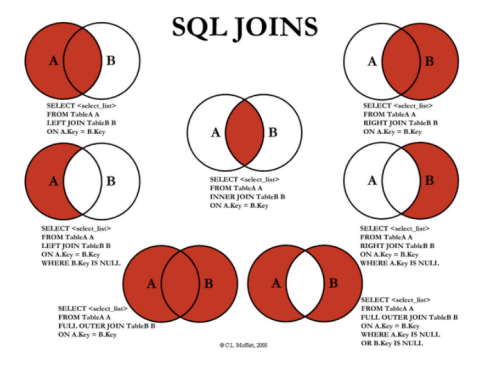 SQL JOINS
A B
SELECT <select_list>
FROM TableA A
LEFT JOIN TableB B
ON A.Key = B.Key
A B
SELECT <select_list>
FROM TableA A
RIGHT JOIN TableB B
ON A.Key = B.Key
A B
SELECT <select_list>
FROM TableA A
INNER JOIN TableB B
ON A.Key = B.Key
A B
SELECT <select_list>
FROM TableA A
LEFT JOIN TableB B
ON A.Key = B.Key
WHERE B.Key IS NULL
A B
SELECT <select_list>
FROM TableA A
RIGHT JOIN TableB B
ON A.Key = B.Key
WHERE A.Key IS NULL
A B
SELECT <select_list>
FROM TableA A
FULL OUTER JOIN TableB B
ON A.Key = B.Key
A B
SELECT <select_list>
FROM TableA A
FULL OUTER JOIN TableB B
ON A.Key = B.Key
WHERE A.Key IS NULL
OR B.Key IS NULL
© C.L. Moffatt, 2008